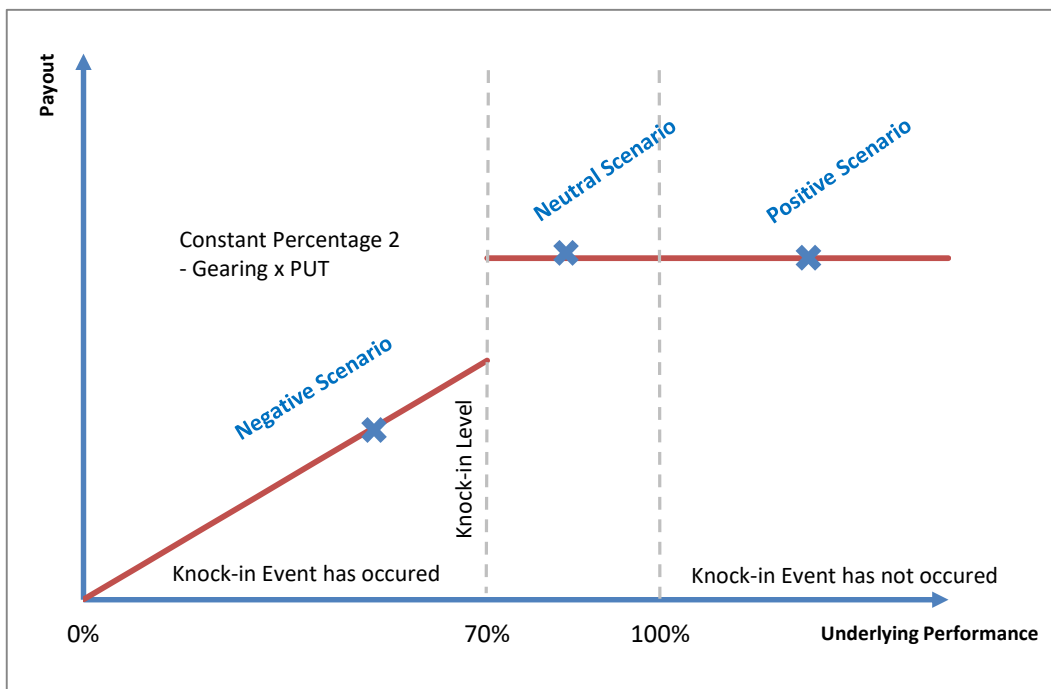 Payout
Neutral Scenario
Positive Scenario
Constant Percentage 2
- Gearing x PUT
Negative Scenario
Knock-in Level
Knock-in Event has occured
Knock-in Event has not occured
0%
70%
100%
Underlying Performance